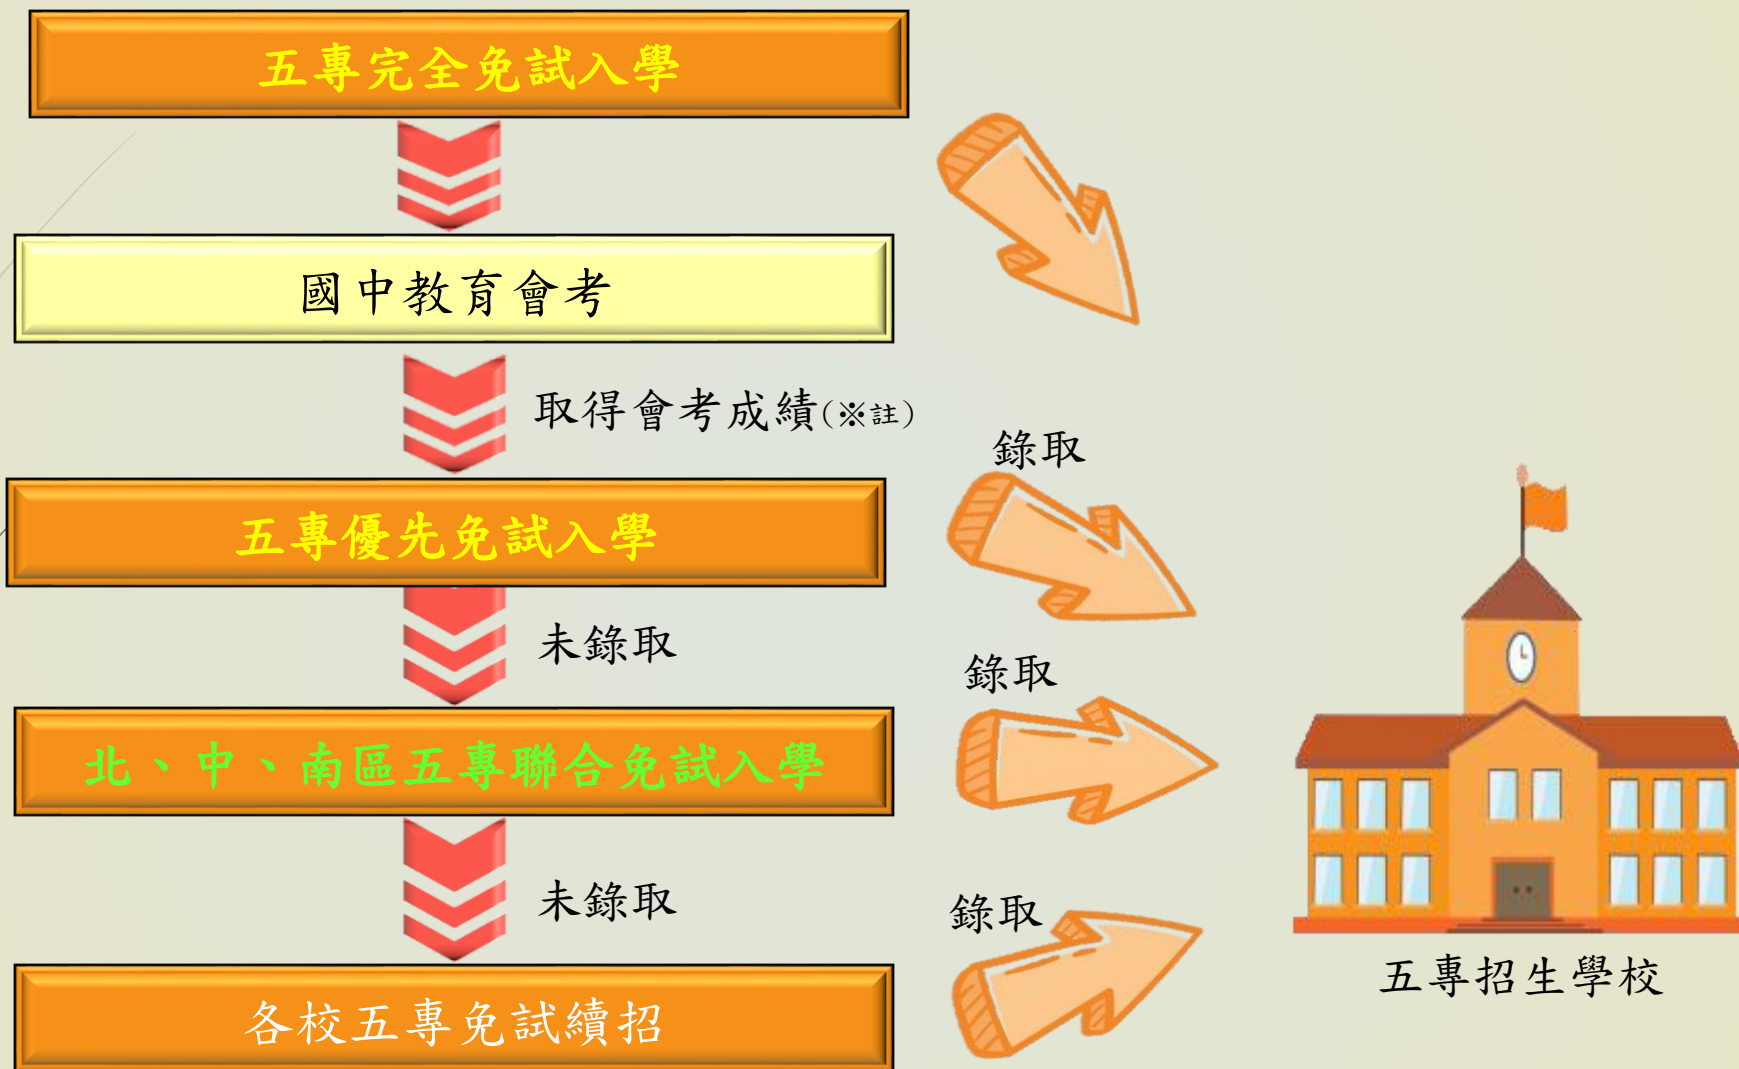 五專完全免試入學
國中教育會考
取得會考成績(※註)
錄取
五專優先免試入學
未錄取
錄取
北、中、南區五專聯合免試入學
未錄取
錄取
各校五專免試續招
五專招生學校